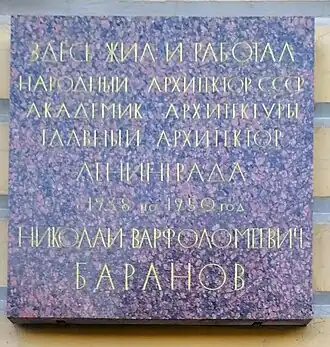 ЗДЕСЬ ЖИЛ И РАБОТАЛ
НАРОДНЫЙ АРХИТЕКТОР СССР
АКАДЕМИК АРХИТЕКТУРЫ
ГЛАВНЫЙ АРХИТЕКТОР
ЛЕНИНГРАДА
1938 по 1950 год
НИКОЛАЙ ВАРФОЛОМЕЕВИЧ
БАРАНОВ